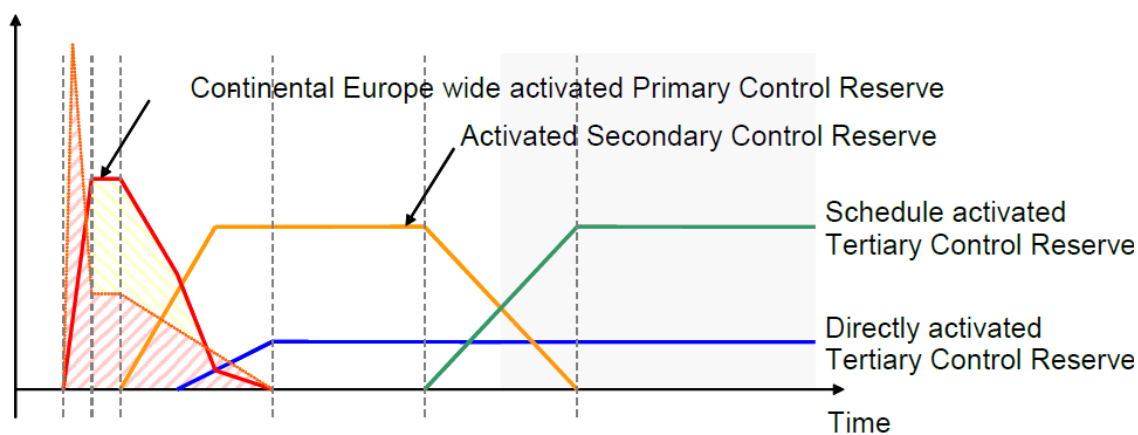 Continental Europe wide activated Primary Control Reserve
Activated Secondary Control Reserve
Schedule activated
Tertiary Control Reserve
Directly activated
Tertiary Control Reserve
Time